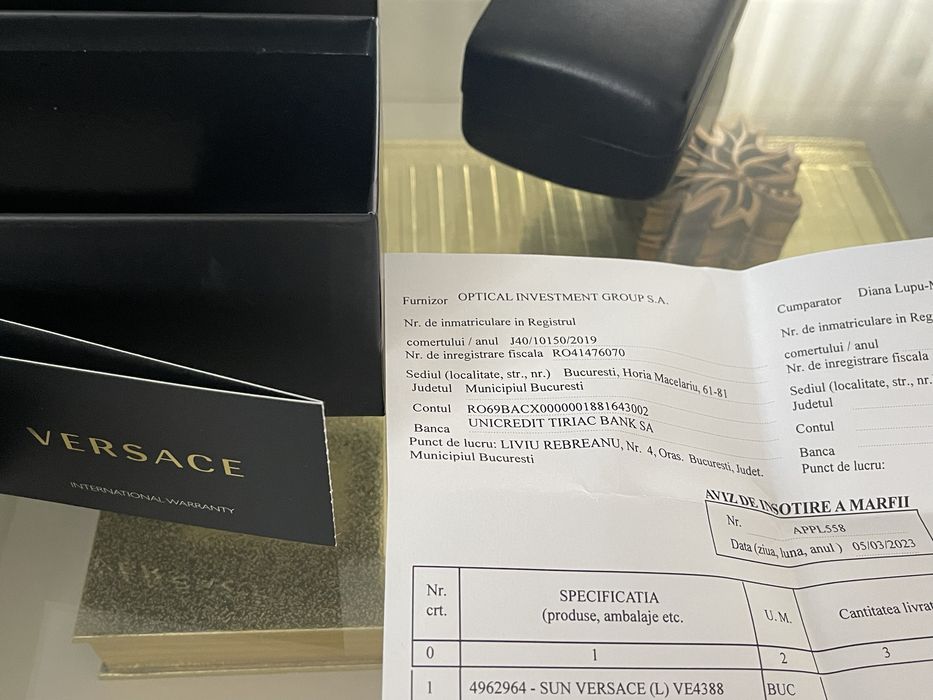 VERSACE
INTERNATIONAL WARRANTY
Furnizor OPTICAL INVESTMENT GROUP S.A.
Nr. de inmatriculare in Registrul
comertului / anul J40/10150/2019
Nr. de inregistrare fiscala RO41476070
Sediul (localitate, str., nr.) Bucuresti, Horia Macelariu, 61-81
Judetul Municipiul Bucuresti
Contul RO69BACX0000001881643002
Banca UNICREDIT TIRIAC BANK SA
Punct de lucru: LIVIU REBREANU, Nr. 4, Oras. Bucuresti, Judet.
Municipiul Bucuresti
Cumparator Diana Lupu-
Nr. de inmatriculare in Reg
comertului / anul
Nr. de inregistrare fiscala
Sediul (localitate, str., nr.
Judetul
Contul
Banca
Punct de lucru:
AVIZ DE INSOTIRE A MARFII
Nr. APPL558
Data (ziua, luna, anul ) 05/03/2023
Nr. crt.
SPECIFICATIA
(produse, ambalaje etc.
U.M.
Cantitatea livrat
0 1 2 3
1 4962964 - SUN VERSACE (L) VE4388 BUC